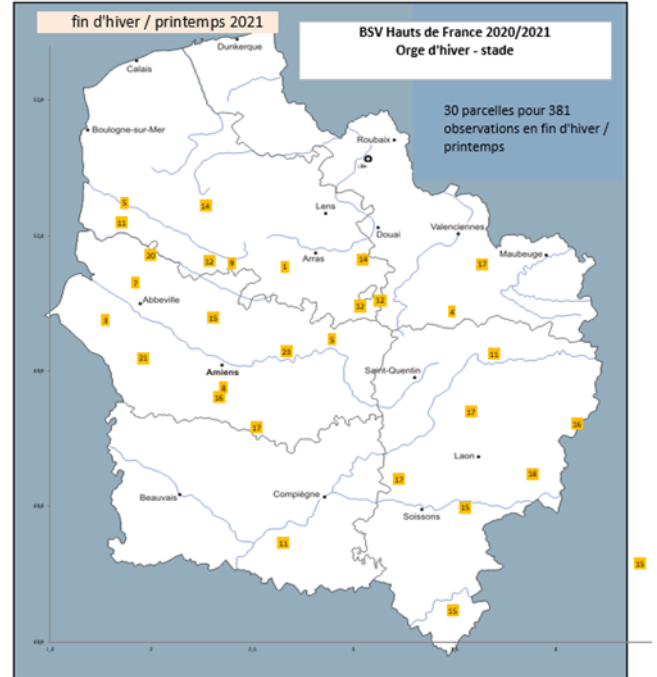 fin d'hiver / printemps 2021
BSV Hauts de France 2020/2021
Orge d'hiver - stade
30 parcelles pour 381
observations en fin d'hiver /
printemps
Dunkerque
Calais
Boulogne-sur-Mer
Roubaix
5
14
Lens
11
Douai
Valenciennes
20
12
9
1
Arras
14
17
Maubeuge
7
Abbeville
12
12
3
15
4
5
21
23
11
Amiens
Saint-Quentin
8
16
17
17
16
Laon
17
18
Beauvais
Compiègne
15
Soissons
11
15
15
2
3
4